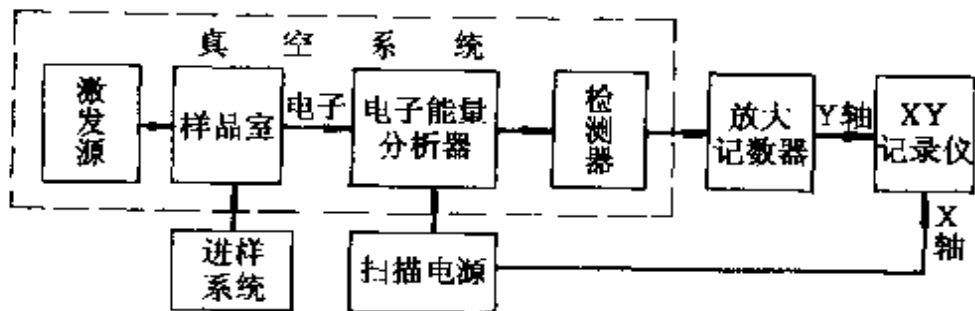 真空系统
激发源
样品室
电子
电子能量
分析器
检测器
放大
记数器
Y轴
XY
记录仪
X轴
进样
系统
扫描电源